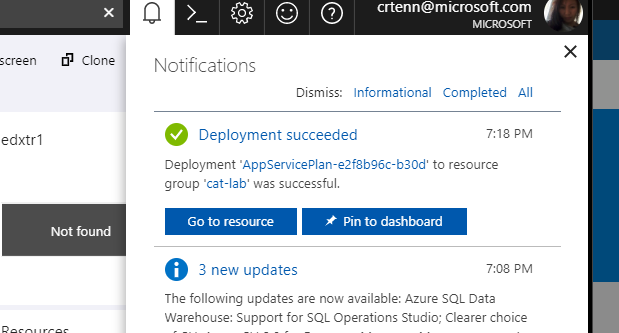 crtenn@microsoft.com
MICROSOFT
screen Clone
Notifications
Dismiss: Informational Completed All
edxtr1
Deployment succeeded 7:18 PM
Deployment 'AppServicePlan-e2f8b96c-b30d' to resource
group 'cat-lab' was successful.
Not found
Go to resource Pin to dashboard
3 new updates 7:08 PM
The following updates are now available: Azure SQL Data
Resources
Warehouse: Support for SQL Operations Studio; Clearer choice